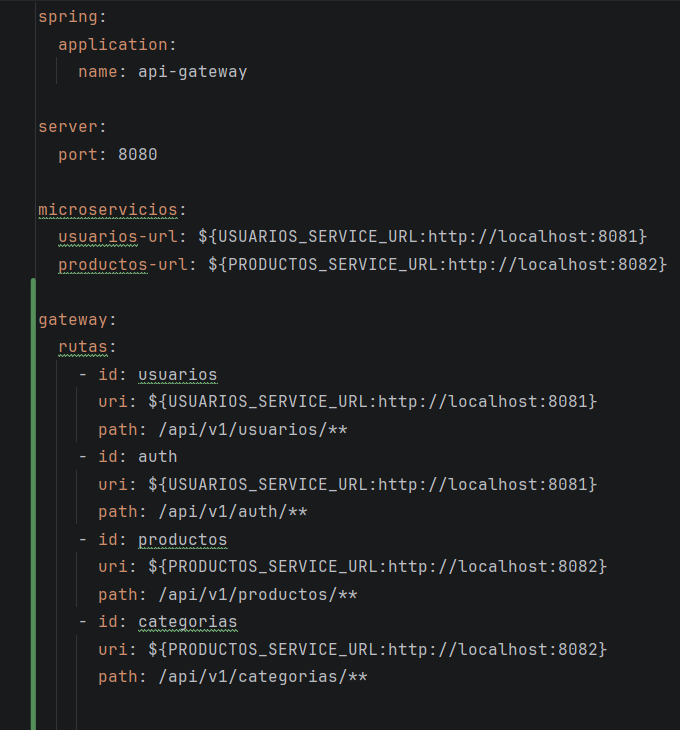 spring:
  application:
    name: api-gateway

server:
  port: 8080

microservicios:
  usuarios-url: ${USUARIOS_SERVICE_URL:http://localhost:8081}
  productos-url: ${PRODUCTOS_SERVICE_URL:http://localhost:8082}

gateway:
  rutas:
    - id: usuarios
      uri: ${USUARIOS_SERVICE_URL:http://localhost:8081}
      path: /api/v1/usuarios/**
    - id: auth
      uri: ${USUARIOS_SERVICE_URL:http://localhost:8081}
      path: /api/v1/auth/**
    - id: productos
      uri: ${PRODUCTOS_SERVICE_URL:http://localhost:8082}
      path: /api/v1/productos/**
    - id: categorias
      uri: ${PRODUCTOS_SERVICE_URL:http://localhost:8082}
      path: /api/v1/categorias/**